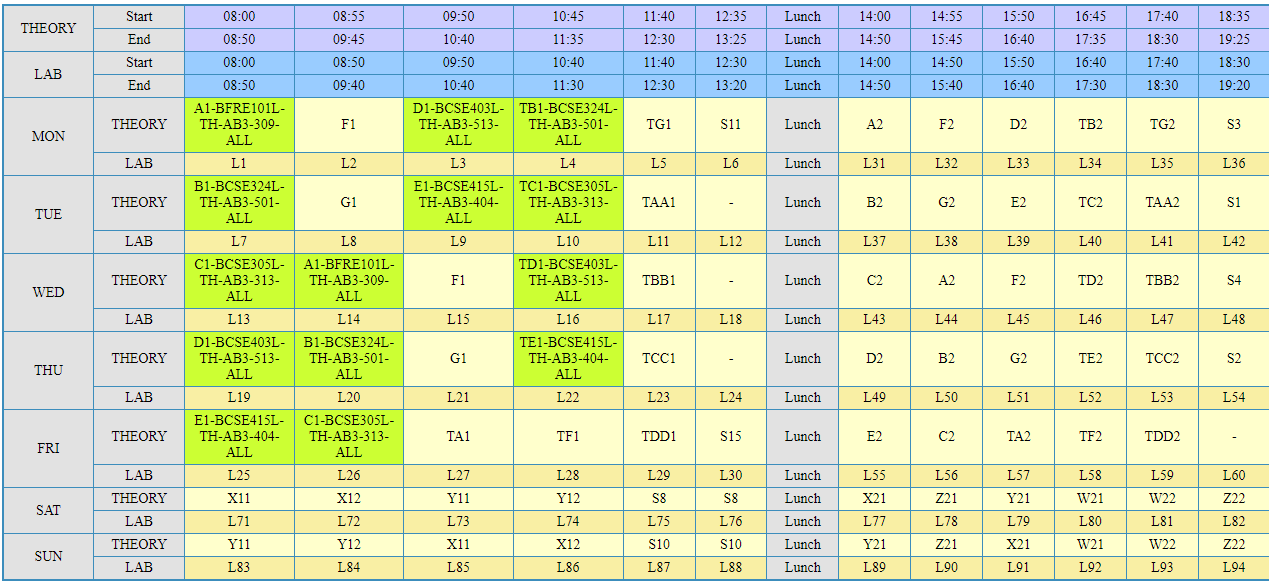 THEORY Start 08:00 08:55 09:50 10:45 11:40 12:35 Lunch 14:00 14:55 15:50 16:45 17:40 18:35
End 08:50 09:45 10:40 11:35 12:30 13:25 Lunch 14:50 15:45 16:40 17:35 18:30 19:25
LAB Start 08:00 08:50 09:50 10:40 11:40 12:30 Lunch 14:00 14:50 15:50 16:40 17:40 18:30
End 08:50 09:40 10:40 11:30 12:30 13:20 Lunch 14:50 15:40 16:40 17:30 18:30 19:20
MON THEORY A1-BFRE101L-TH-AB3-309-ALL F1 D1-BCSE403L-TH-AB3-513-ALL TB1-BCSE324L-TH-AB3-501-ALL TG1 S11 Lunch A2 F2 D2 TB2 TG2 S3
LAB L1 L2 L3 L4 L5 L6 Lunch L31 L32 L33 L34 L35 L36
TUE THEORY B1-BCSE324L-TH-AB3-501-ALL G1 E1-BCSE415L-TH-AB3-404-ALL TC1-BCSE305L-TH-AB3-313-ALL TAA1 - Lunch B2 G2 E2 TC2 TAA2 S1
LAB L7 L8 L9 L10 L11 L12 Lunch L37 L38 L39 L40 L41 L42
WED THEORY C1-BCSE305L-TH-AB3-313-ALL A1-BFRE101L-TH-AB3-309-ALL F1 TD1-BCSE403L-TH-AB3-513-ALL TBB1 - Lunch C2 A2 F2 TD2 TBB2 S4
LAB L13 L14 L15 L16 L17 L18 Lunch L43 L44 L45 L46 L47 L48
THU THEORY D1-BCSE403L-TH-AB3-513-ALL B1-BCSE324L-TH-AB3-501-ALL G1 TE1-BCSE415L-TH-AB3-404-ALL TCC1 - Lunch D2 B2 G2 TE2 TCC2 S2
LAB L19 L20 L21 L22 L23 L24 Lunch L49 L50 L51 L52 L53 L54
FRI THEORY E1-BCSE415L-TH-AB3-404-ALL C1-BCSE305L-TH-AB3-313-ALL TA1 TF1 TDD1 S15 Lunch E2 C2 TA2 TF2 TDD2 -
LAB L25 L26 L27 L28 L29 L30 Lunch L55 L56 L57 L58 L59 L60
SAT THEORY X11 X12 Y11 Y12 S8 S8 Lunch X21 Z21 Y21 W21 W22 Z22
LAB L71 L72 L73 L74 L75 L76 Lunch L77 L78 L79 L80 L81 L82
SUN THEORY Y11 Y12 X11 X12 S10 S10 Lunch Y21 Z21 X21 W21 W22 Z22
LAB L83 L84 L85 L86 L87 L88 Lunch L89 L90 L91 L92 L93 L94